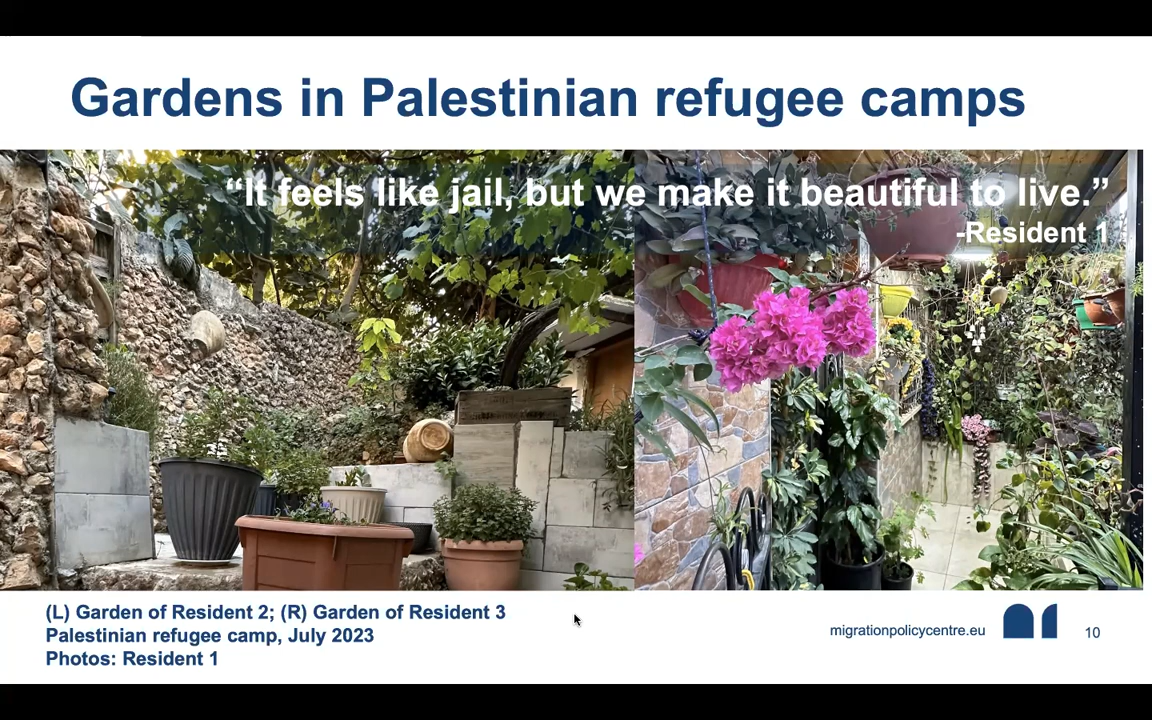 Gardens in Palestinian refugee camps
“It feels like jail, but we make it beautiful to live.”
-Resident 1
(L) Garden of Resident 2; (R) Garden of Resident 3
Palestinian refugee camp, July 2023
Photos: Resident 1
migrationpolicycentre.eu
10